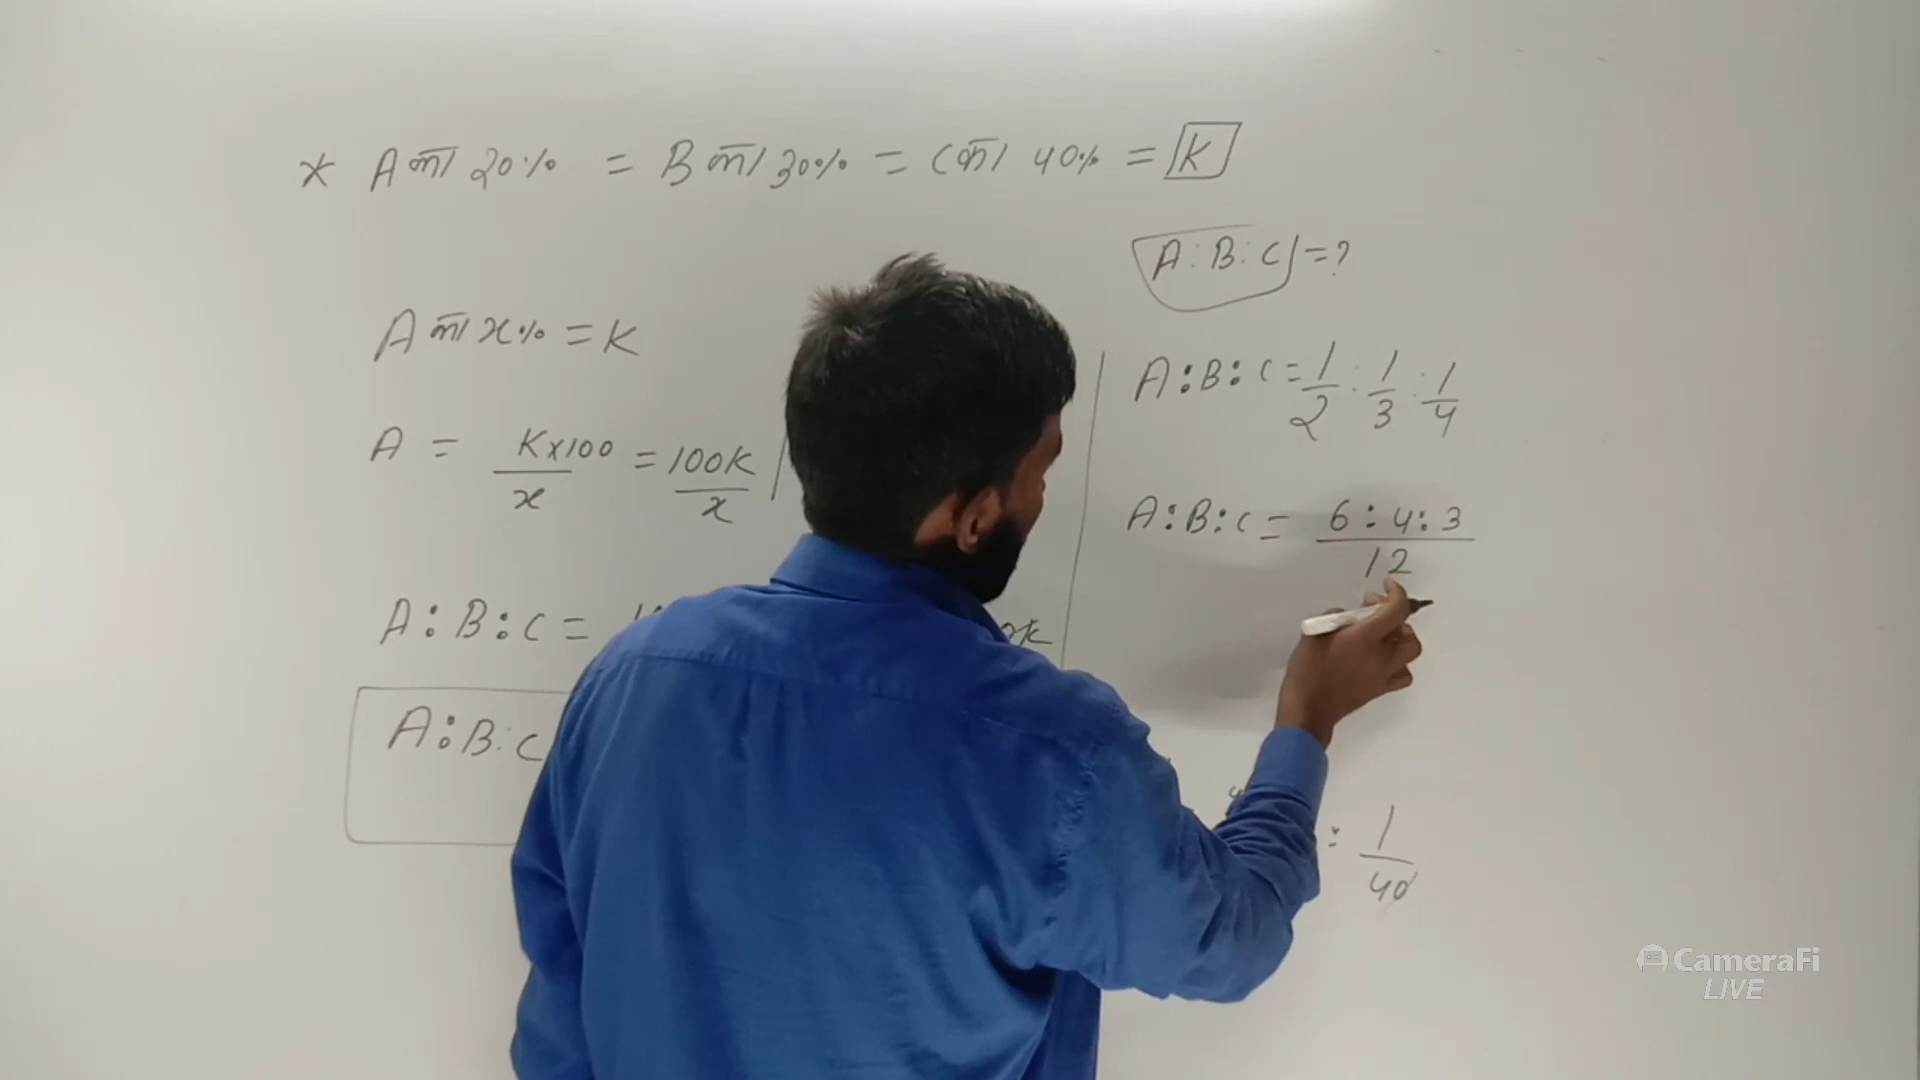 * A का 20% = B का 30% = C का 40% = K
A : B : C = ?
A का x% = K
A = K×100/x = 100K/x
A : B : C =
A : B : C
A : B : C = 1/2 : 1/3 : 1/4
A : B : C = 6 : 4 : 3 / 12
: 1/40
CameraFi
LIVE